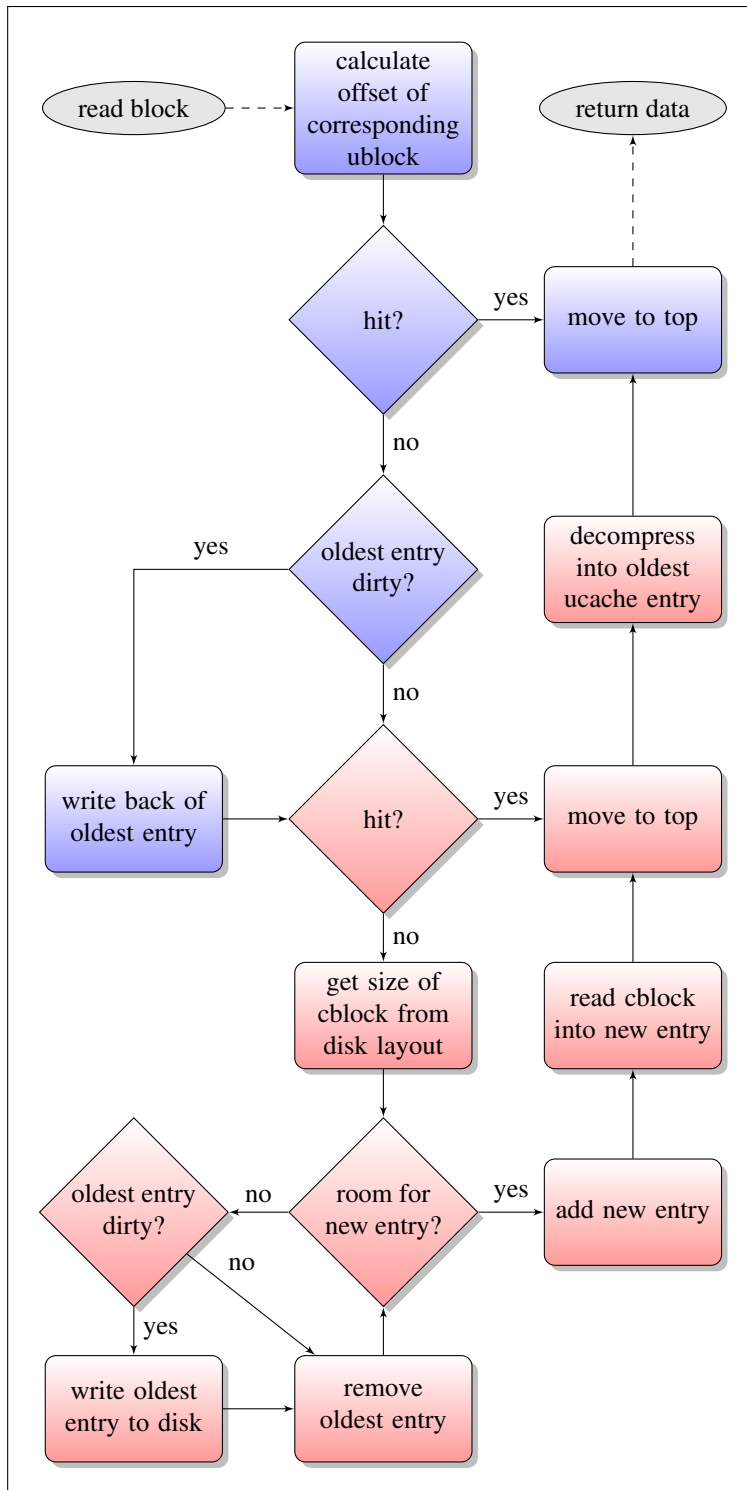 calculate
offset of
corresponding
ublock
read block
return data
hit?
yes
move to top
no
oldest entry
dirty?
yes
decompress
into oldest
ucache entry
no
write back of
oldest entry
hit?
yes
move to top
no
get size of
cblock from
disk layout
read cblock
into new entry
oldest entry
dirty?
no
room for
new entry?
yes
add new entry
no
yes
write oldest
entry to disk
remove
oldest entry